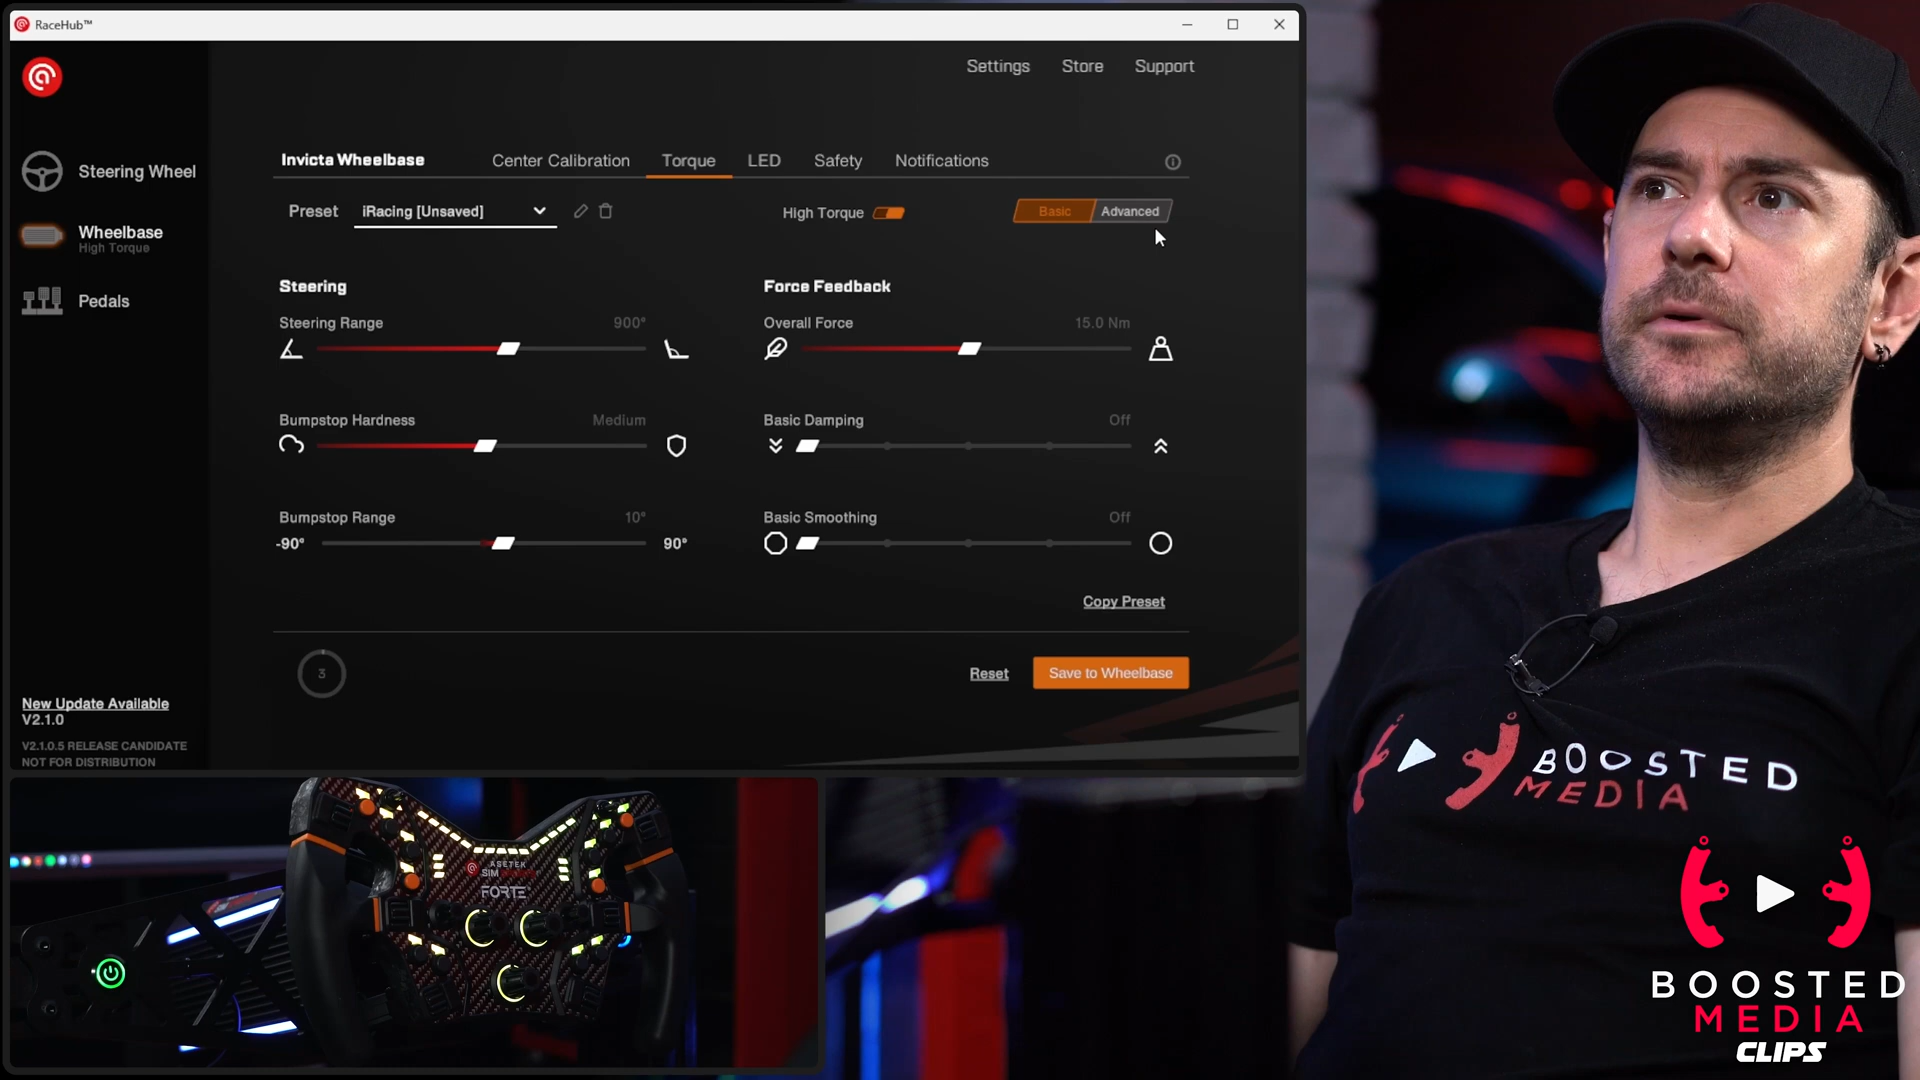 RaceHub™
Settings Store Support
Steering Wheel
Wheelbase
High Torque
Pedals
Invicta Wheelbase Center Calibration Torque LED Safety Notifications
Preset iRacing [Unsaved] High Torque Basic Advanced
Steering
Steering Range 900°
Bumpstop Hardness Medium
Bumpstop Range 10°
-90° 90°
Force Feedback
Overall Force 15.0 Nm
Basic Damping Off
Basic Smoothing Off
Copy Preset
3
Reset Save to Wheelbase
New Update Available
V2.1.0
V2.1.0.5 RELEASE CANDIDATE
NOT FOR DISTRIBUTION
ASETEK
SIM
FORTE
BOOSTED
MEDIA
BOOSTED
MEDIA
CLIPS